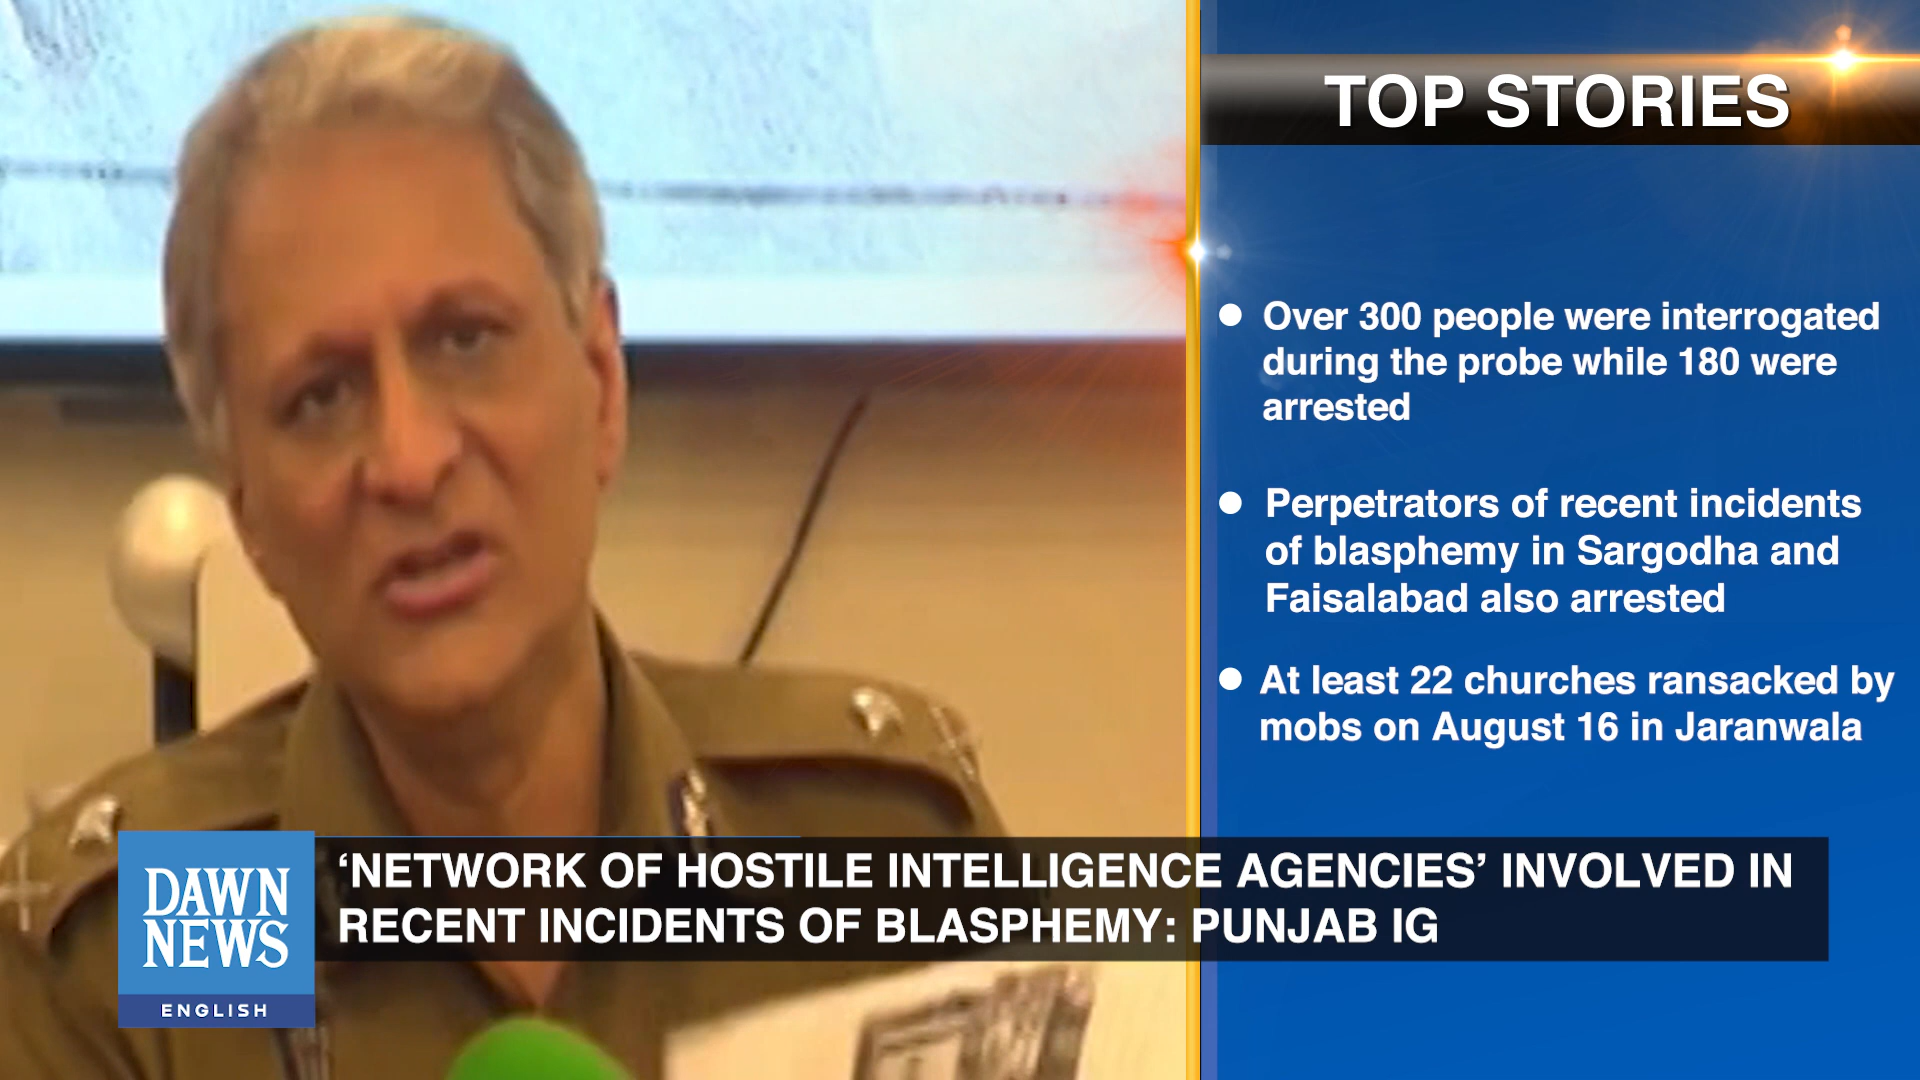 TOP STORIES
Over 300 people were interrogated
during the probe while 180 were
arrested
Perpetrators of recent incidents
of blasphemy in Sargodha and
Faisalabad also arrested
At least 22 churches ransacked by
mobs on August 16 in Jaranwala
‘NETWORK OF HOSTILE INTELLIGENCE AGENCIES’ INVOLVED IN
RECENT INCIDENTS OF BLASPHEMY: PUNJAB IG
DAWN
NEWS
ENGLISH